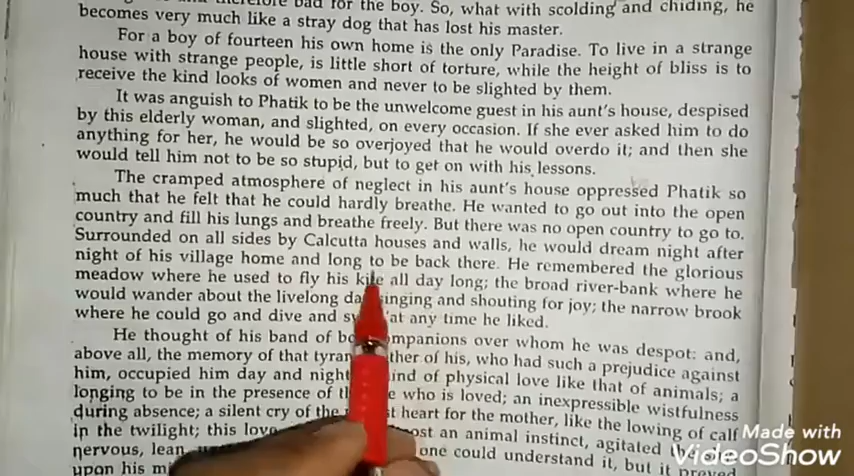 and therefore bad for the boy. So, what with scolding and chiding, he
becomes very much like a stray dog that has lost his master.
For a boy of fourteen his own home is the only Paradise. To live in a strange
house with strange people, is little short of torture, while the height of bliss is to
receive the kind looks of women and never to be slighted by them.
It was anguish to Phatik to be the unwelcome guest in his aunt's house, despised
by this elderly woman, and slighted, on every occasion. If she ever asked him to do
anything for her, he would be so overjoyed that he would overdo it; and then she
would tell him not to be so stupid, but to get on with his lessons.
The cramped atmosphere of neglect in his aunt's house oppressed Phatik so
much that he felt that he could hardly breathe. He wanted to go out into the open
country and fill his lungs and breathe freely. But there was no open country to go to.
Surrounded on all sides by Calcutta houses and walls, he would dream night after
night of his village home and long to be back there. He remembered the glorious
meadow where he used to fly his kite all day long; the broad river-bank where he
would wander about the livelong singing and shouting for joy; the narrow brook
where he could go and dive and at any time he liked.
He thought of his band of companions over whom he was despot: and,
above all, the memory of that of his, who had such a prejudice against
him, occupied him day and night kind of physical love like that of animals; a
longing to be in the presence of who is loved; an inexpressible wistfulness
during absence; a silent cry of the heart for the mother, like the lowing of calf
in the twilight; this love an animal instinct, agitated
nervous, lean, one could understand it, but it proved
upon his
Made with
VideoShow